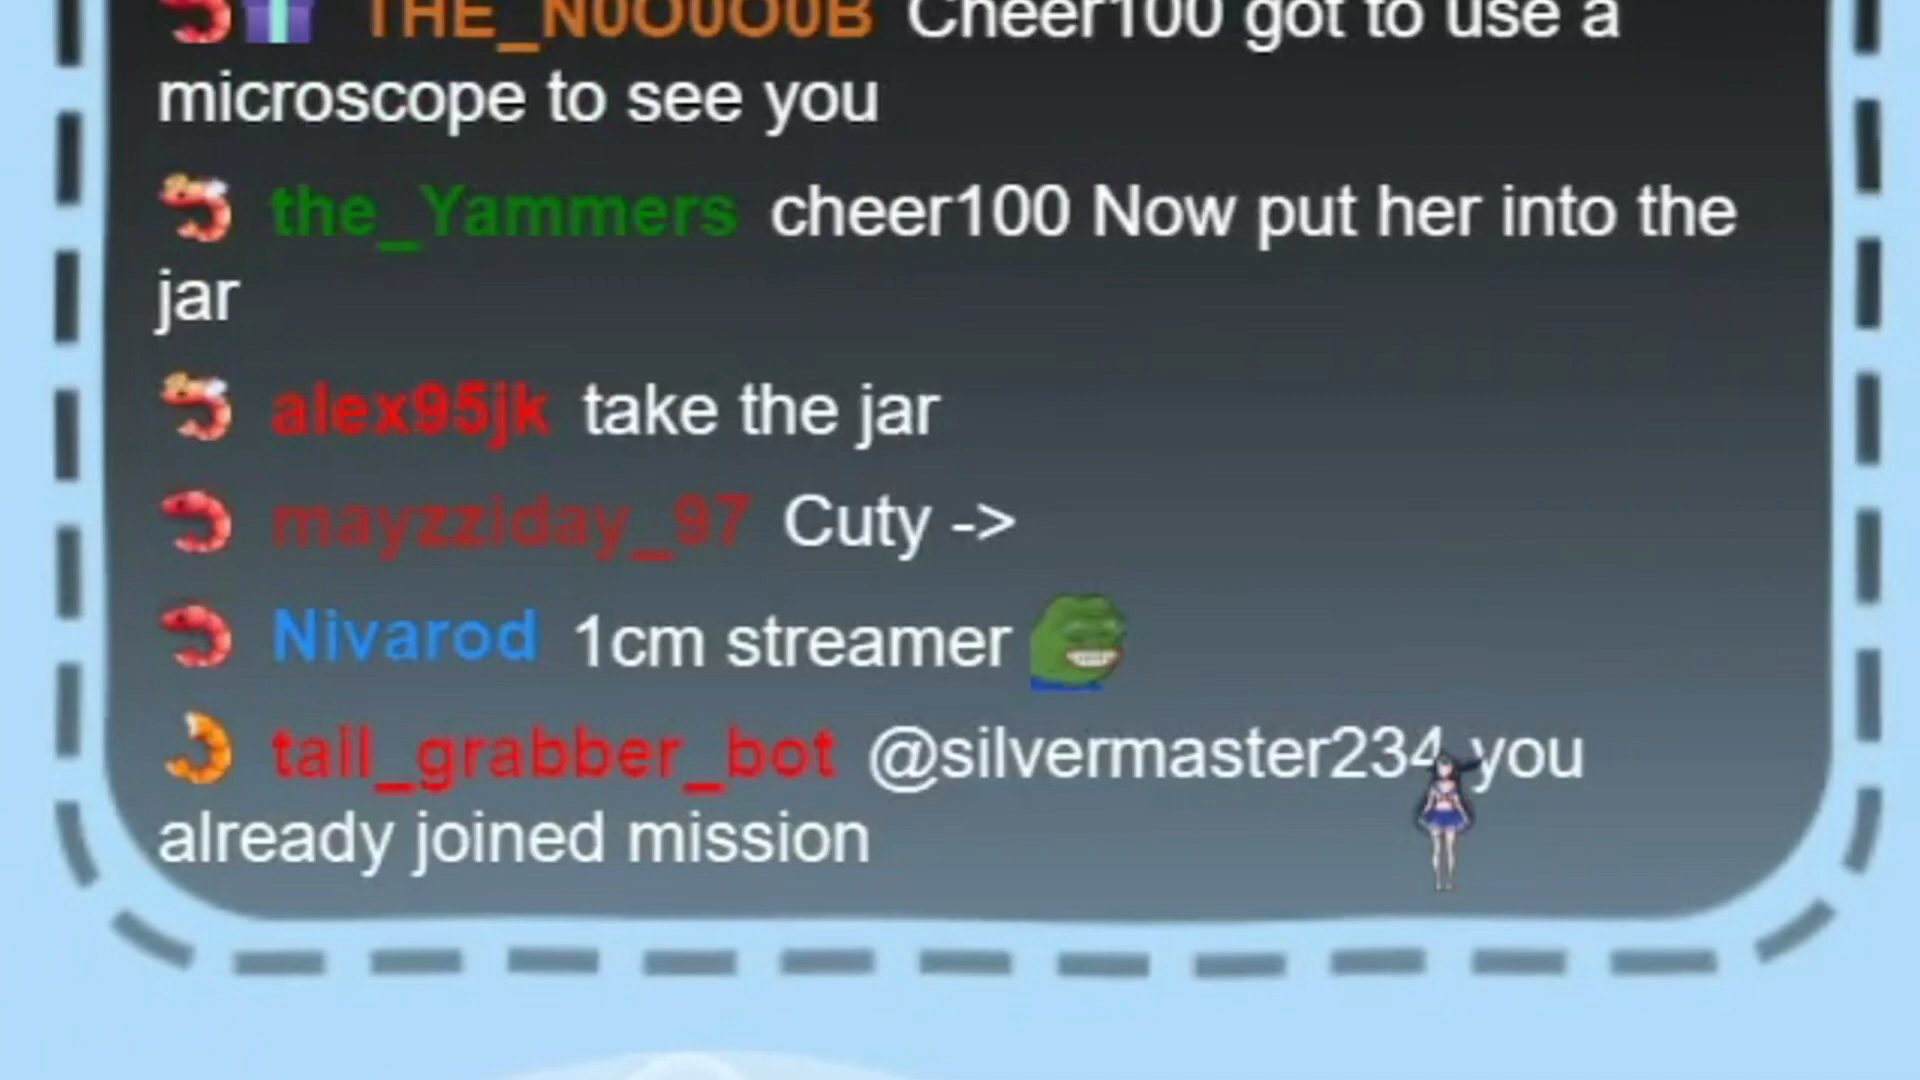 THE_N0O0O0B Cheer100 got to use a
microscope to see you
the_Yammers cheer100 Now put her into the
jar
alex95jk take the jar
mayzziday_97 Cuty ->
Nivarod 1cm streamer
tail_grabber_bot @silvermaster234 you
already joined mission